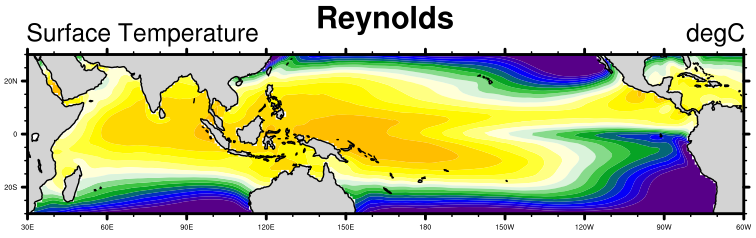 Reynolds
Surface Temperature degC
20N
0
20S
30E 60E 90E 120E 150E 180 150W 120W 90W 60W